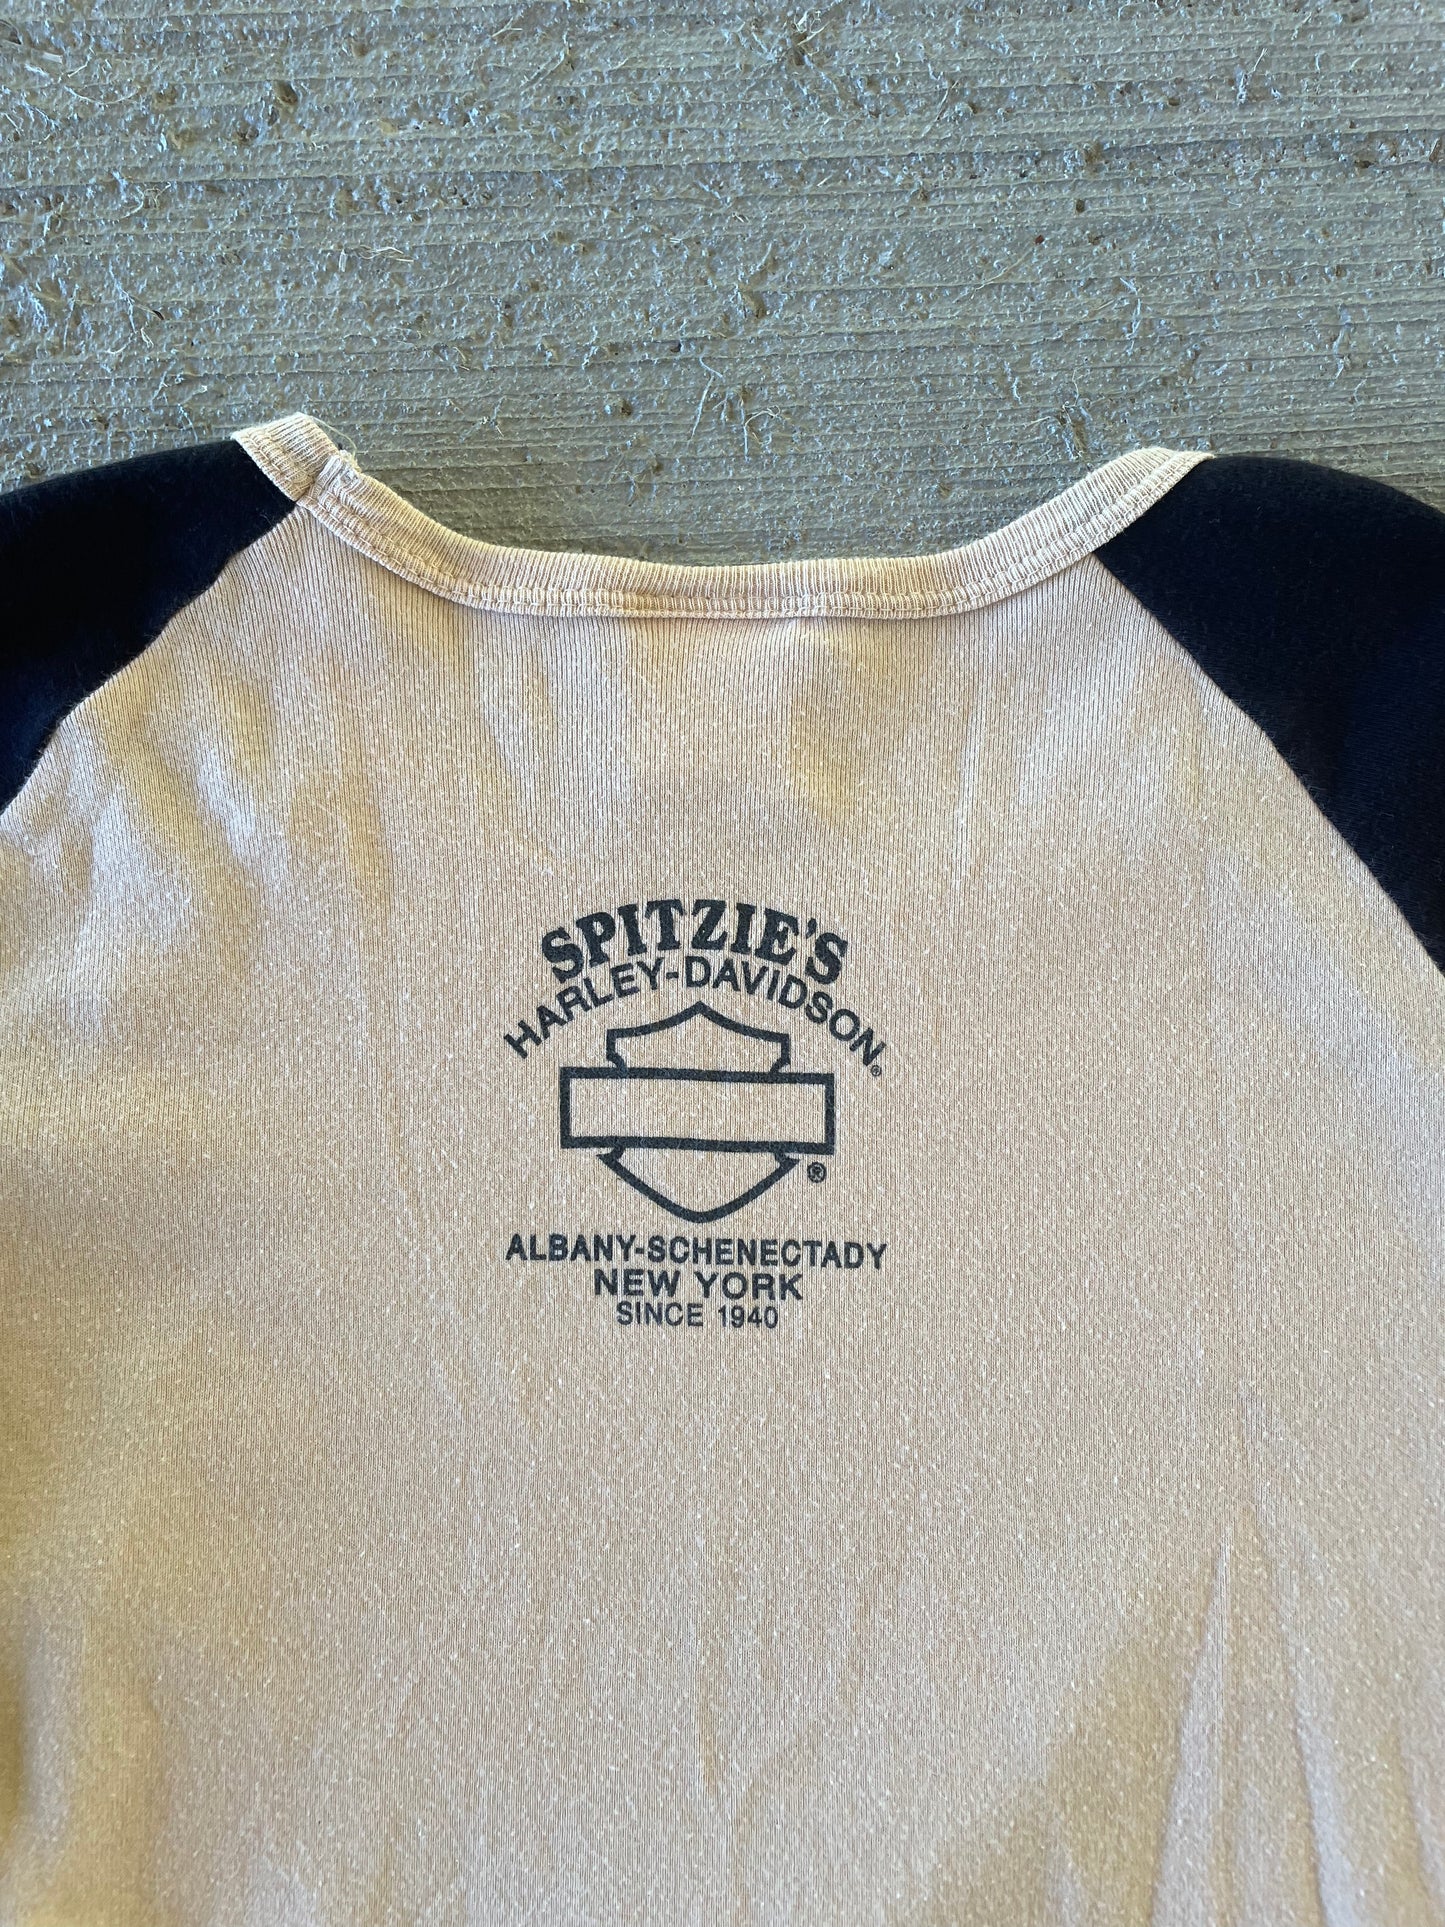 SPITZIE'S
HARLEY-DAVIDSON®
®
ALBANY-SCHENECTADY
NEW YORK
SINCE 1940